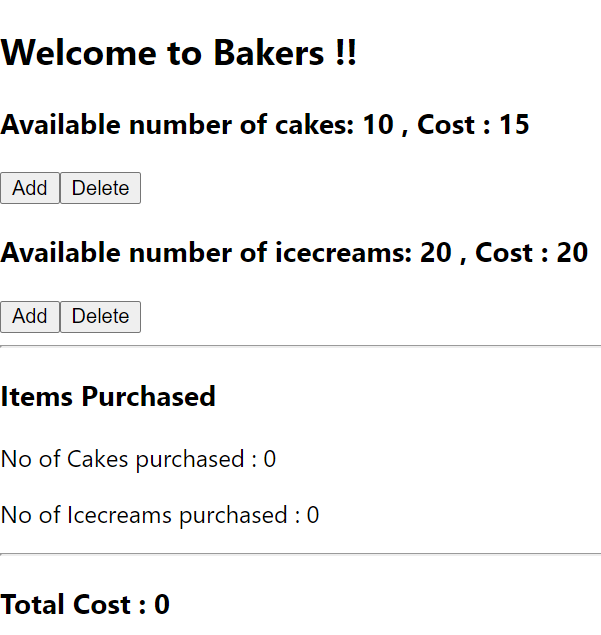 Welcome to Bakers !!
Available number of cakes: 10 , Cost : 15
Add Delete
Available number of icecreams: 20 , Cost : 20
Add Delete
Items Purchased
No of Cakes purchased : 0
No of Icecreams purchased : 0
Total Cost : 0